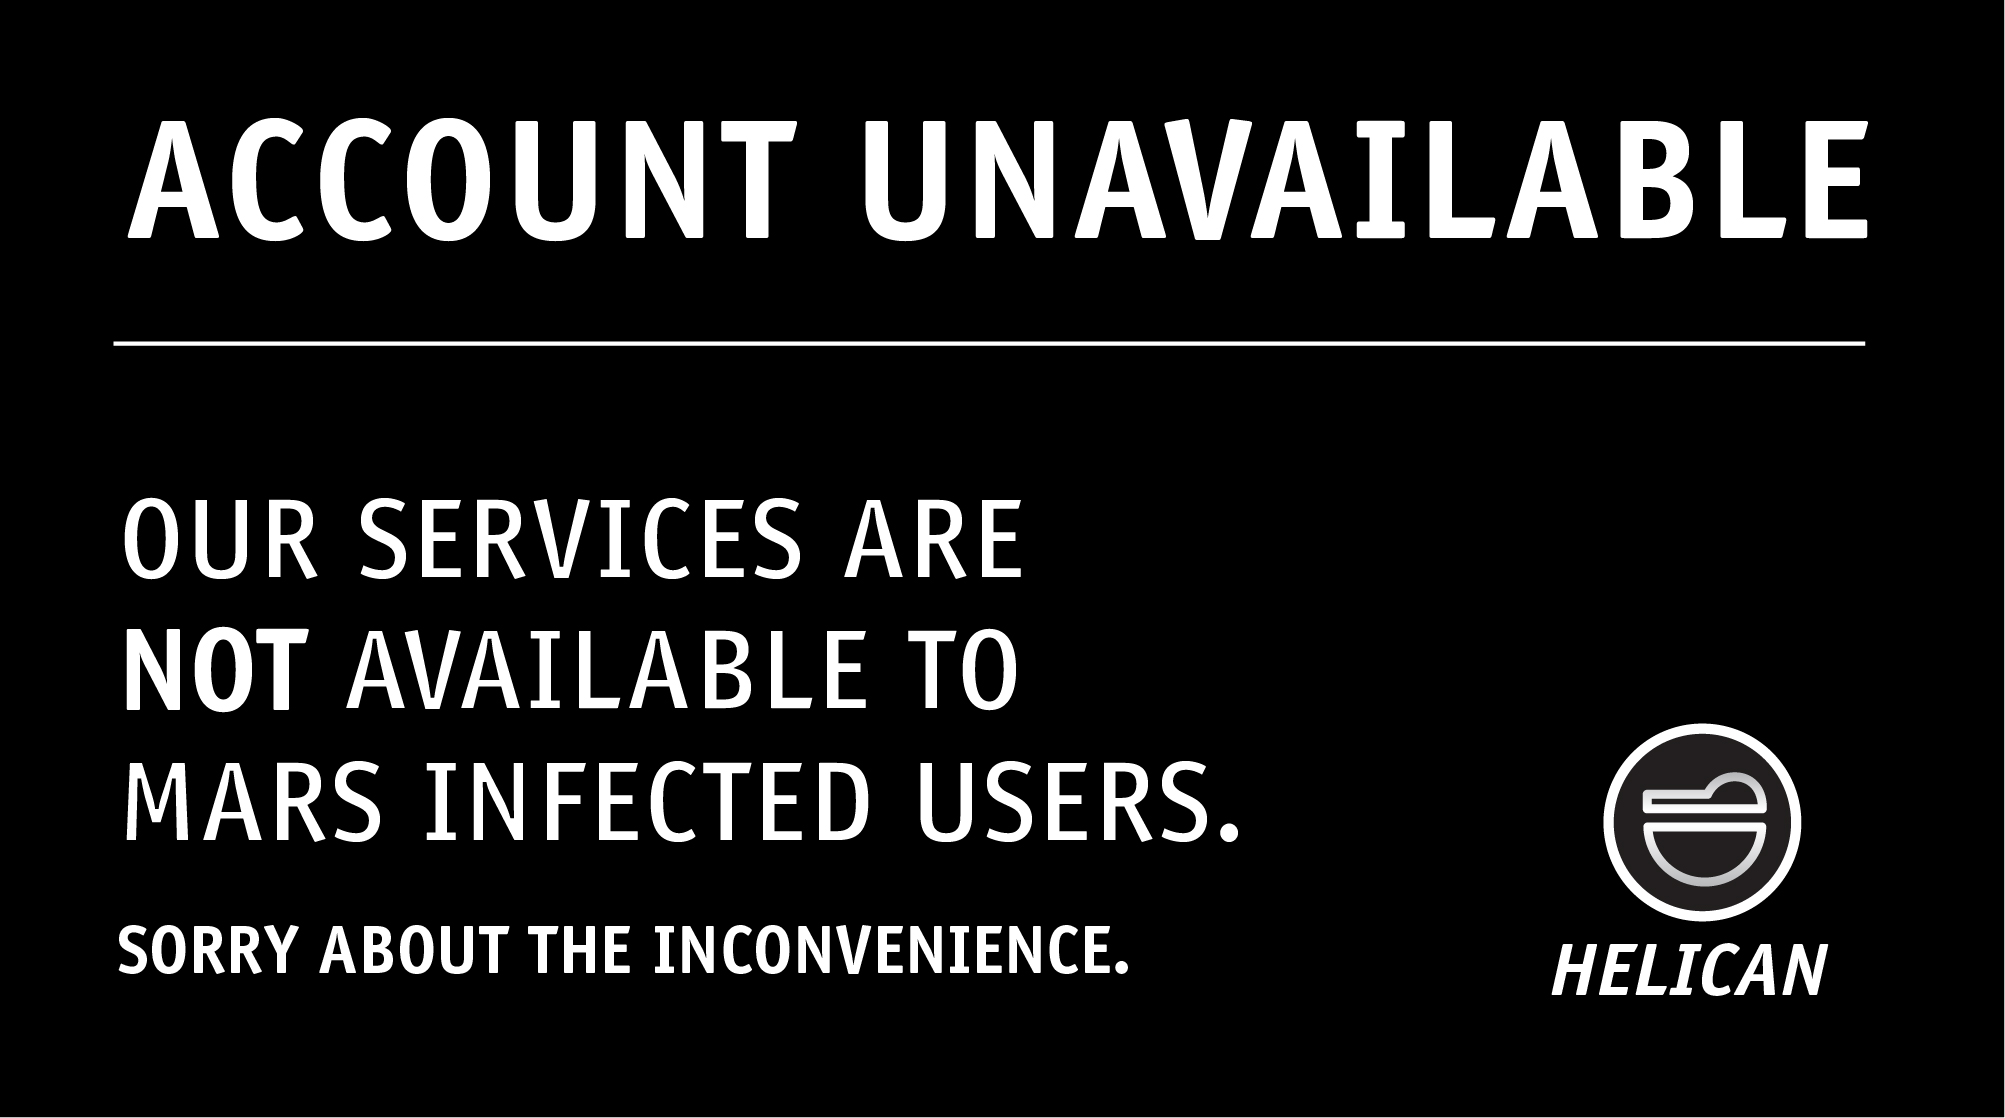 ACCOUNT UNAVAILABLE
OUR SERVICES ARE
NOT AVAILABLE TO
MARS INFECTED USERS.
SORRY ABOUT THE INCONVENIENCE.
HELICAN